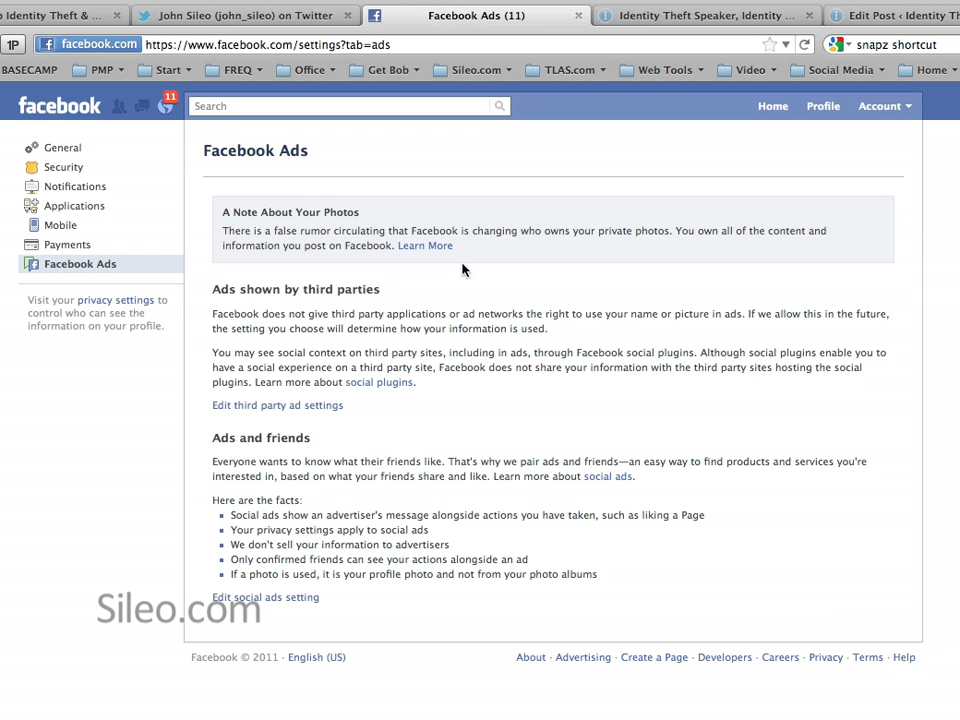 Identity Theft & ...
John Sileo (john_sileo) on Twitter
Facebook Ads (11)
Identity Theft Speaker, Identity ...
Edit Post ‹ Identity Th
1P
facebook.com
https://www.facebook.com/settings?tab=ads
snapz shortcut
BASECAMP
PMP
Start
FREQ
Office
Get Bob
Sileo.com
TLAS.com
Web Tools
Video
Social Media
Home
facebook
11
Search
Home
Profile
Account
General
Security
Notifications
Applications
Mobile
Payments
Facebook Ads
Visit your privacy settings to
control who can see the
information on your profile.
Facebook Ads
A Note About Your Photos
There is a false rumor circulating that Facebook is changing who owns your private photos. You own all of the content and
information you post on Facebook. Learn More
Ads shown by third parties
Facebook does not give third party applications or ad networks the right to use your name or picture in ads. If we allow this in the future,
the setting you choose will determine how your information is used.
You may see social context on third party sites, including in ads, through Facebook social plugins. Although social plugins enable you to
have a social experience on a third party site, Facebook does not share your information with the third party sites hosting the social
plugins. Learn more about social plugins.
Edit third party ad settings
Ads and friends
Everyone wants to know what their friends like. That's why we pair ads and friends—an easy way to find products and services you're
interested in, based on what your friends share and like. Learn more about social ads.
Here are the facts:
Social ads show an advertiser's message alongside actions you have taken, such as liking a Page
Your privacy settings apply to social ads
We don't sell your information to advertisers
Only confirmed friends can see your actions alongside an ad
If a photo is used, it is your profile photo and not from your photo albums
Edit social ads setting
Sileo.com
Facebook © 2011 · English (US)
About · Advertising · Create a Page · Developers · Careers · Privacy · Terms · Help